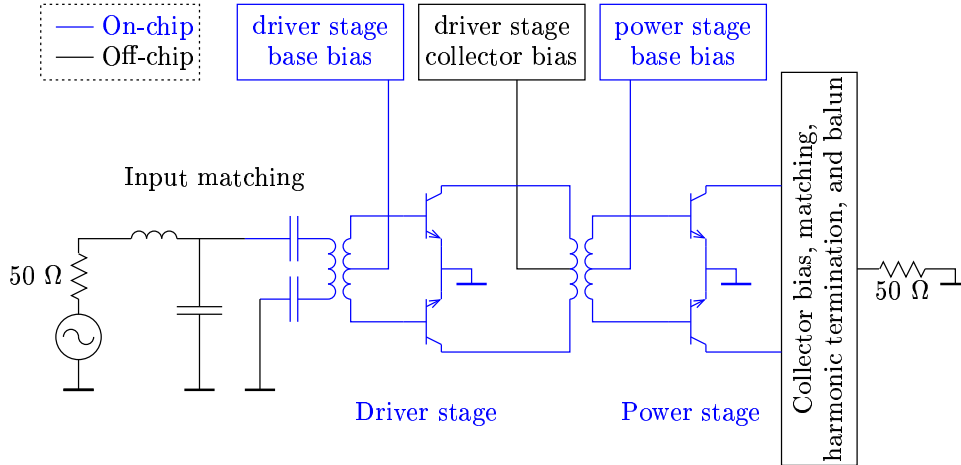 On-chip
Off-chip
driver stage
base bias
driver stage
collector bias
power stage
base bias
Input matching
50 Ω
Collector bias, matching,
harmonic termination, and balun
50 Ω
Driver stage
Power stage